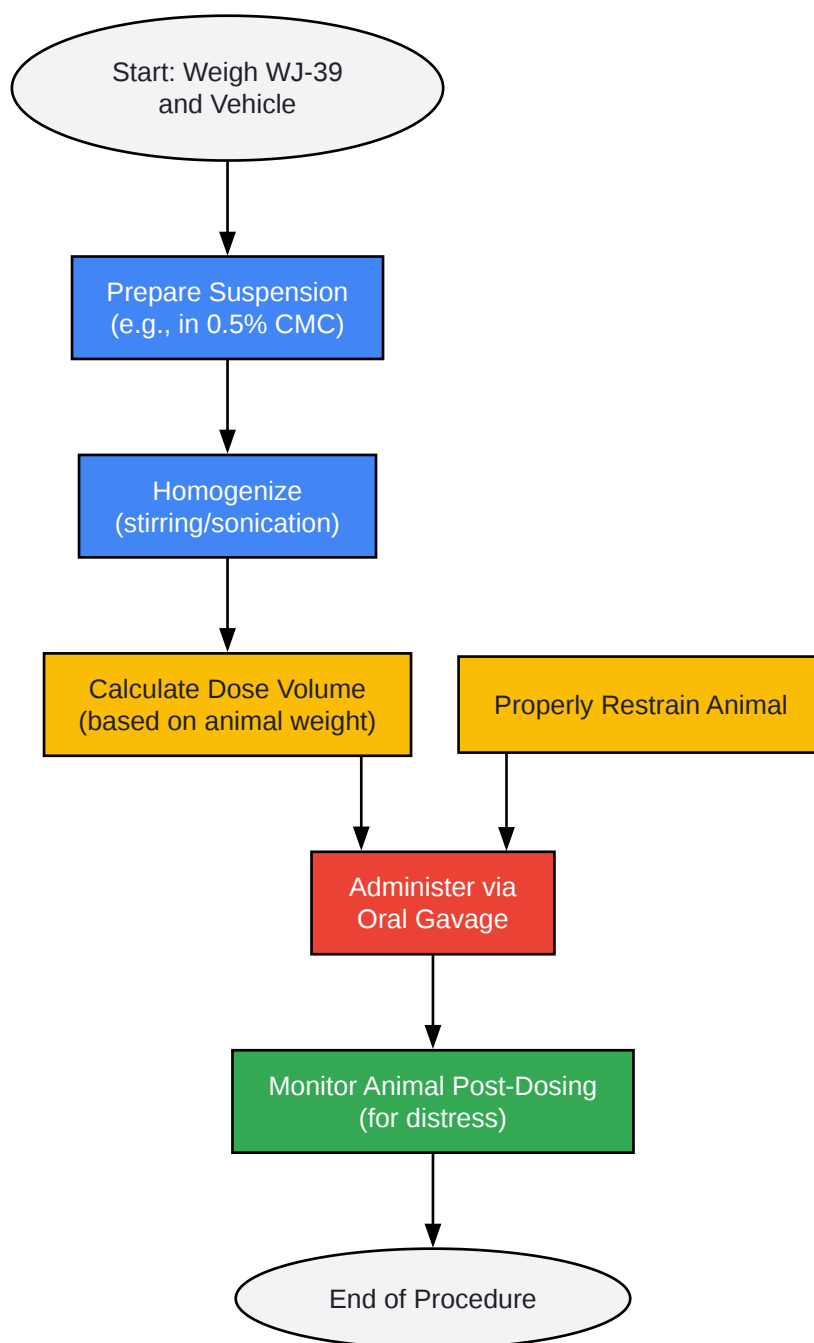 Start: Weigh WJ-39
and Vehicle
Prepare Suspension
(e.g., in 0.5% CMC)
Homogenize
(stirring/sonication)
Calculate Dose Volume
(based on animal weight)
Properly Restrain Animal
Administer via
Oral Gavage
Monitor Animal Post-Dosing
(for distress)
End of Procedure